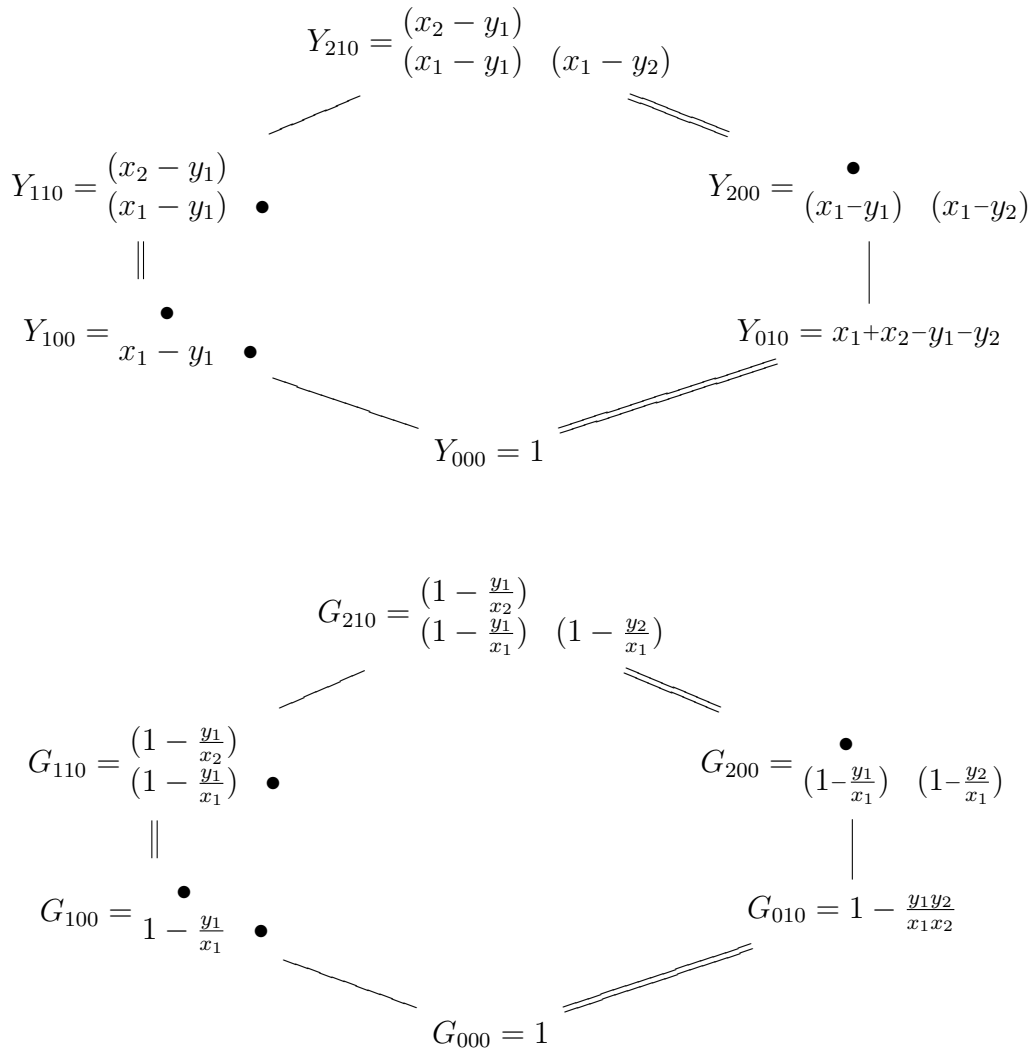 Y_{210} = (x_2 − y_1)
(x_1 − y_1) (x_1 − y_2)
Y_{110} = (x_2 − y_1)
(x_1 − y_1) •
Y_{200} = •
(x_1−y_1) (x_1−y_2)
Y_{100} = •
x_1 − y_1 •
Y_{010} = x_1+x_2−y_1−y_2
Y_{000} = 1
G_{210} = (1 − \frac{y_1}{x_2})
(1 − \frac{y_1}{x_1}) (1 − \frac{y_2}{x_1})
G_{110} = (1 − \frac{y_1}{x_2})
(1 − \frac{y_1}{x_1}) •
G_{200} = •
(1−\frac{y_1}{x_1}) (1−\frac{y_2}{x_1})
G_{100} = •
1 − \frac{y_1}{x_1} •
G_{010} = 1 − \frac{y_1y_2}{x_1x_2}
G_{000} = 1